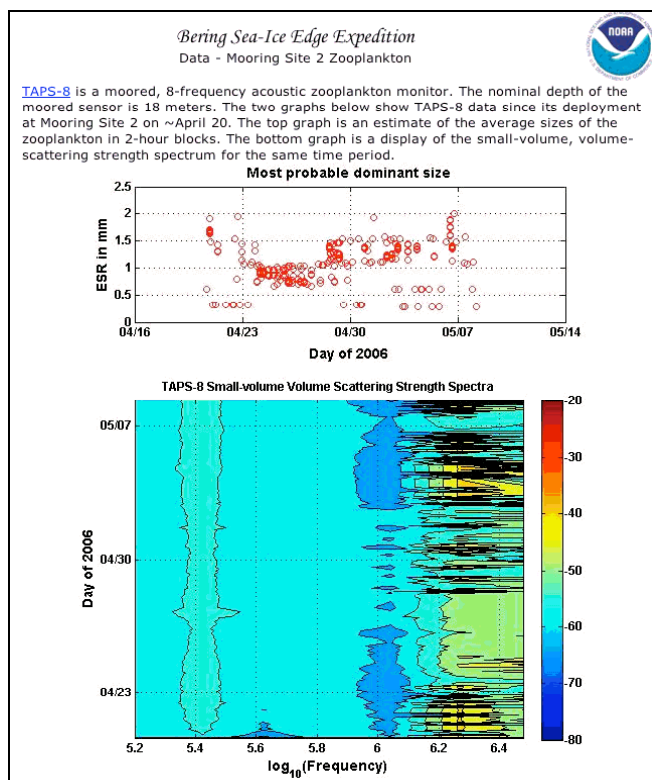 Bering Sea-Ice Edge Expedition
Data - Mooring Site 2 Zooplankton
NOAA
TAPS-8 is a moored, 8-frequency acoustic zooplankton monitor. The nominal depth of the
moored sensor is 18 meters. The two graphs below show TAPS-8 data since its deployment
at Mooring Site 2 on ~April 20. The top graph is an estimate of the average sizes of the
zooplankton in 2-hour blocks. The bottom graph is a display of the small-volume, volume-
scattering strength spectrum for the same time period.
Most probable dominant size
2.5
2
1.5
1
0.5
0
ESR in mm
04/16 04/23 04/30 05/07 05/14
Day of 2006
TAPS-8 Small-volume Volume Scattering Strength Spectra
05/07
04/30
04/23
Day of 2006
5.2 5.4 5.6 5.8 6 6.2 6.4
log10(Frequency)
-20
-30
-40
-50
-60
-70
-80